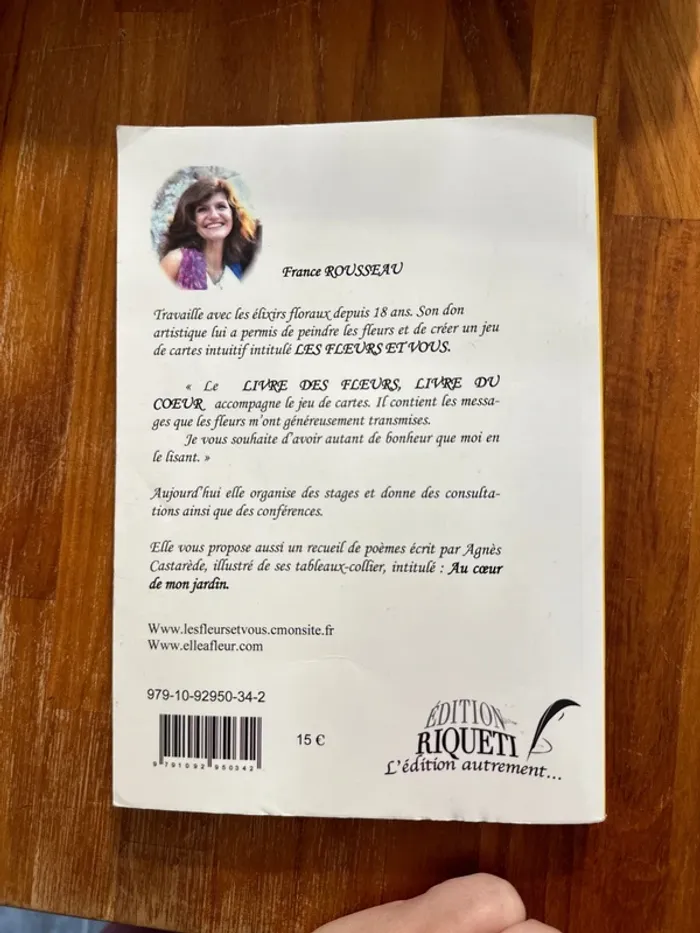 France ROUSSEAU
Travaille avec les élixirs floraux depuis 18 ans. Son don
artistique lui a permis de peindre les fleurs et de créer un jeu
de cartes intuitif intitulé LES FLEURS ET VOUS.
« Le LIVRE DES FLEURS, LIVRE DU
COEUR accompagne le jeu de cartes. Il contient les messa-
ges que les fleurs m'ont généreusement transmises.
Je vous souhaite d'avoir autant de bonheur que moi en
le lisant. »
Aujourd'hui elle organise des stages et donne des consulta-
tions ainsi que des conférences.
Elle vous propose aussi un recueil de poèmes écrit par Agnès
Castarède, illustré de ses tableaux-collier, intitulé : Au cœur
de mon jardin.
Www.lesfleursetvous.cmonsite.fr
Www.elleafleur.com
979-10-92950-34-2
9 791092 950342
15 €
ÉDITION
RIQUETI
L'édition autrement...